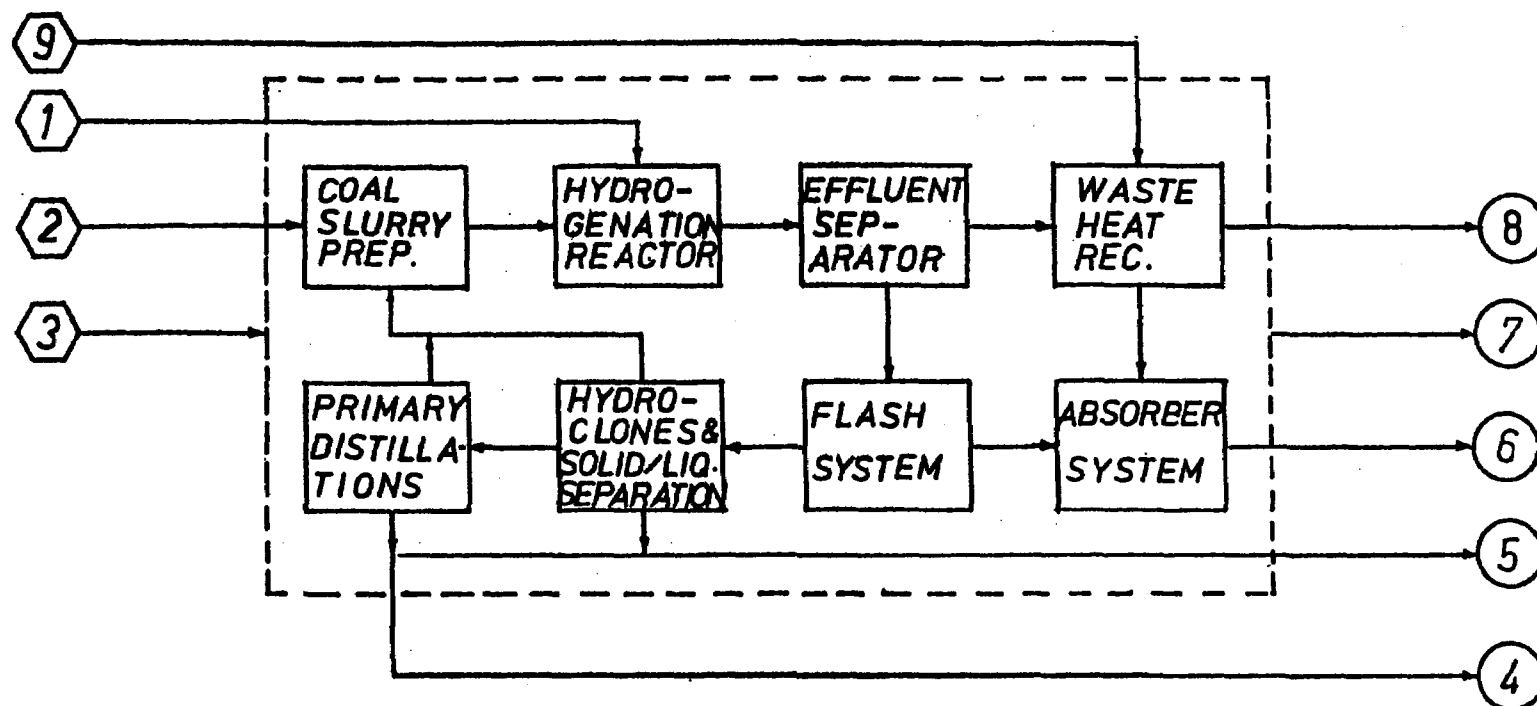 9
1
COAL
SLURRY
PREP.
HYDRO-
GENATION
REACTOR
EFFLUENT
SEP-
ARATOR
WASTE
HEAT
REC.
2
8
3
7
PRIMARY
DISTILLA-
TIONS
HYDRO-
CLONES &
SOLID/LIQ.
SEPARATION
FLASH
SYSTEM
ABSORBER
SYSTEM
6
5
4